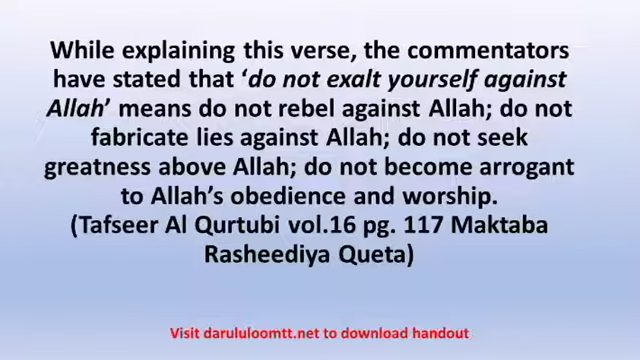 While explaining this verse, the commentators
have stated that ‘do not exalt yourself against
Allah’ means do not rebel against Allah; do not
fabricate lies against Allah; do not seek
greatness above Allah; do not become arrogant
to Allah’s obedience and worship.
(Tafseer Al Qurtubi vol.16 pg. 117 Maktaba
Rasheediya Queta)
Visit darululoomtt.net to download handout